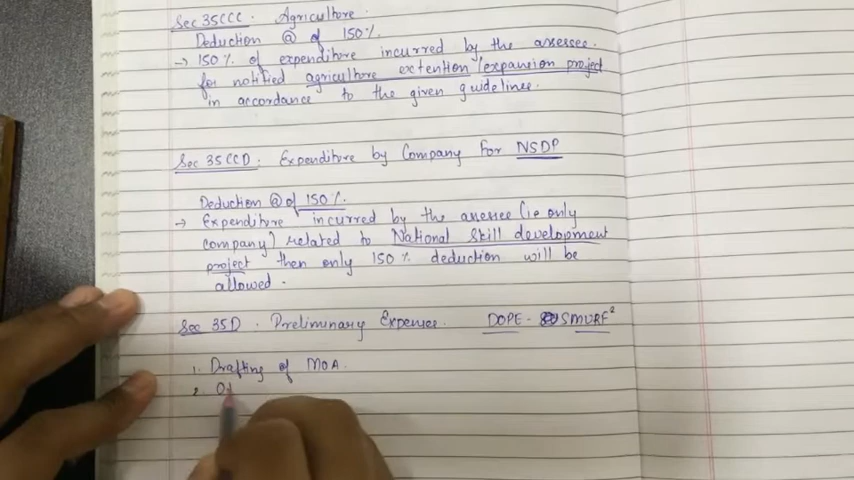 Sec 35CCC. Agriculture.
Deduction @ of 150%.
→ 150% of expenditure incurred by the assessee.
for notified agriculture extention / expansion project
in accordance to the given guidelines.
Sec 35CCD. Expenditure by Company for NSDP
Deduction @ of 150%.
→ Expenditure incurred by the assessee (ie only
company) related to National Skill development
project then only 150% deduction will be
allowed.
Sec 35D. Preliminary Expenses. DOPE - SMURF²
1. Drafting of MOA.
2.